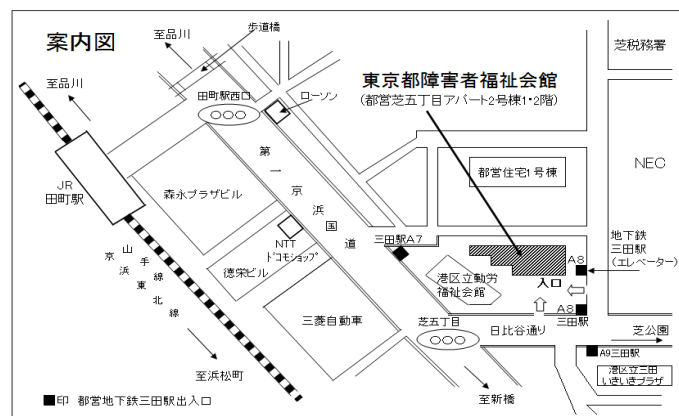 案内図
至品川
歩道橋
芝税務署
至品川
田町駅西口
ローソン
東京都障害者福祉会館
(都営芝五丁目アパート2号棟1・2階)
NEC
都営住宅1号棟
JR
田町駅
森永プラザビル
第一京浜国道
三田駅A7
地下鉄
三田駅
(エレベーター)
NTT
ドコモショップ
山手線
京浜東北線
徳栄ビル
港区立勤労
福祉会館
入口
A8
A8
三田駅
三菱自動車
芝五丁目
日比谷通り
芝公園
A9三田駅
至浜松町
至新橋
港区立三田
いきいきプラザ
■印 都営地下鉄三田駅出入口